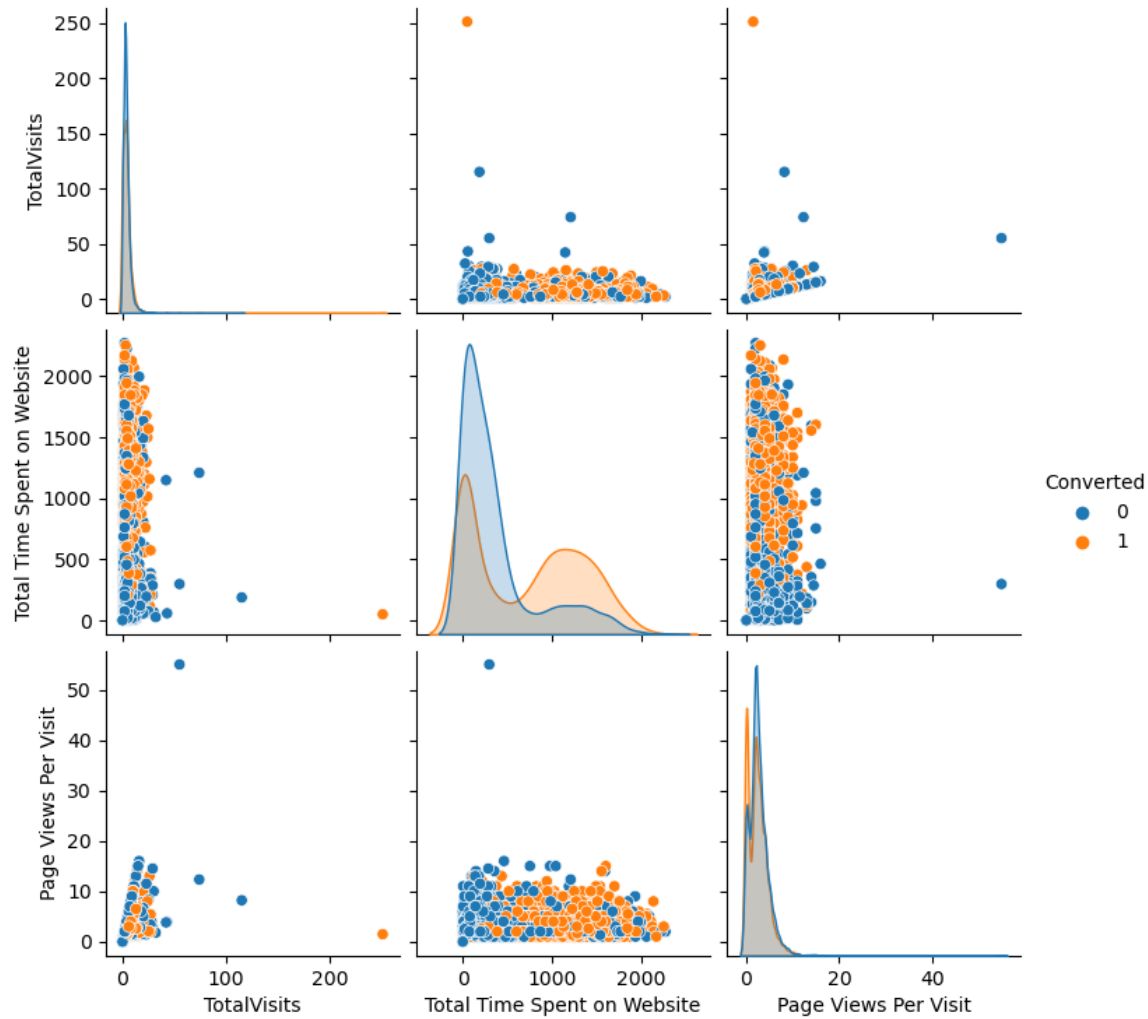 250
200
150
100
50
0
TotalVisits
2000
1500
1000
500
0
Total Time Spent on Website
Converted
0
1
50
40
30
20
10
0
Page Views Per Visit
0 100 200
0 1000 2000
0 20 40
TotalVisits
Total Time Spent on Website
Page Views Per Visit